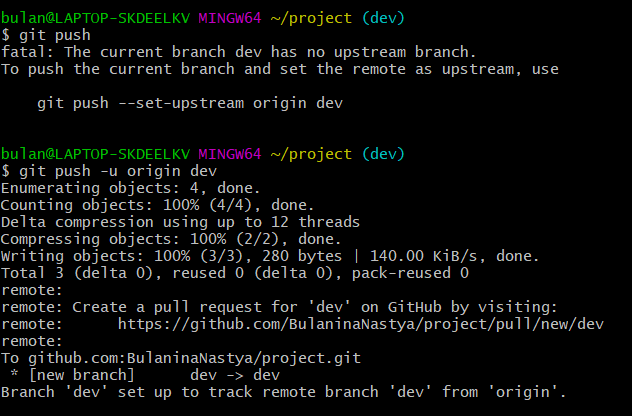 bulan@LAPTOP-SKDEELKV MINGW64 ~/project (dev)
$ git push
fatal: The current branch dev has no upstream branch.
To push the current branch and set the remote as upstream, use
    git push --set-upstream origin dev
bulan@LAPTOP-SKDEELKV MINGW64 ~/project (dev)
$ git push -u origin dev
Enumerating objects: 4, done.
Counting objects: 100% (4/4), done.
Delta compression using up to 12 threads
Compressing objects: 100% (2/2), done.
Writing objects: 100% (3/3), 280 bytes | 140.00 KiB/s, done.
Total 3 (delta 0), reused 0 (delta 0), pack-reused 0
remote:
remote: Create a pull request for 'dev' on GitHub by visiting:
remote:      https://github.com/BulaninaNastya/project/pull/new/dev
remote:
To github.com:BulaninaNastya/project.git
 * [new branch]      dev -> dev
Branch 'dev' set up to track remote branch 'dev' from 'origin'.